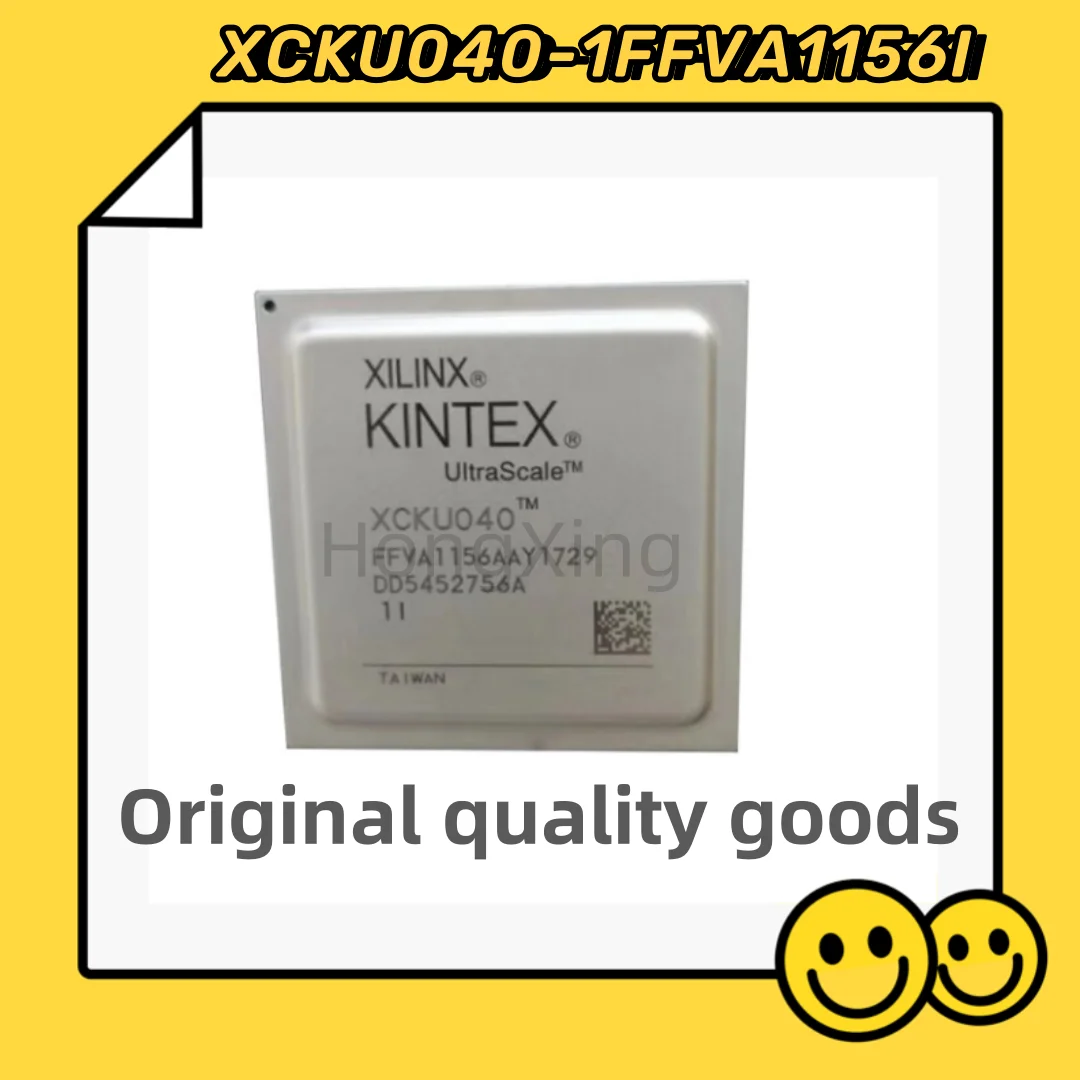 XCKU040-1FFVA1156I
XILINX®
KINTEX®
UltraScale™
XCKU040™
HongXing
FFVA1156AAY1729
DD5452756A
1I
TAIWAN
Original quality goods